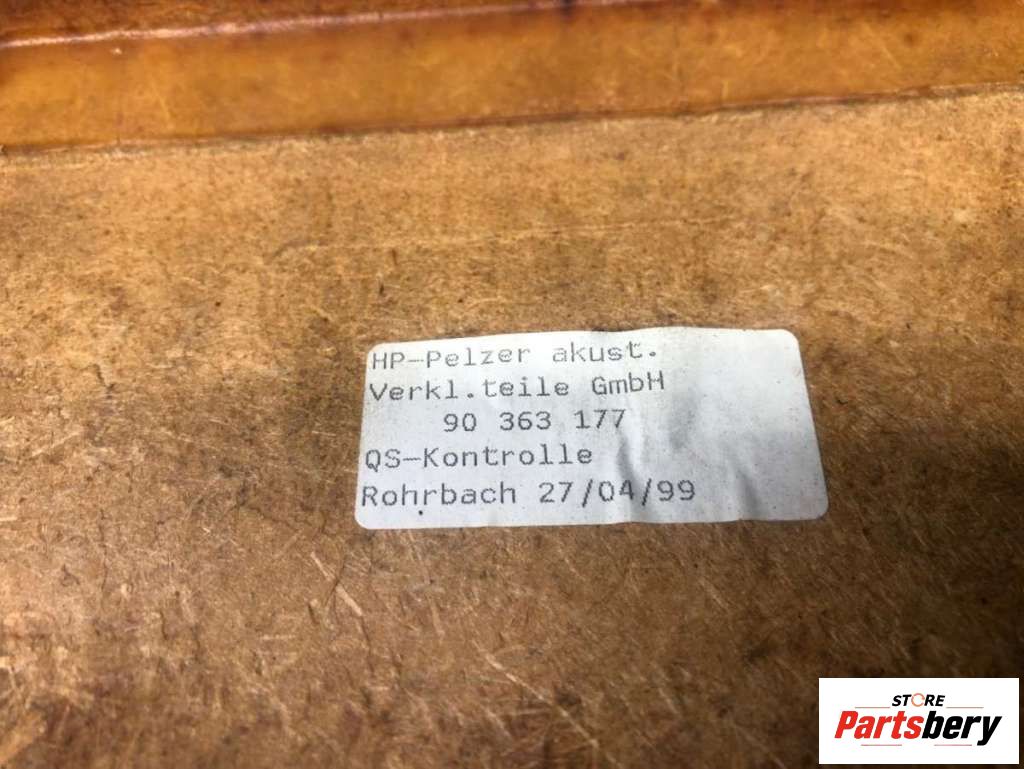 HP-Pelzer akust.
Verkl.teile GmbH
90 363 177
QS-Kontrolle
Rohrbach 27/04/99
STORE
Partsbery